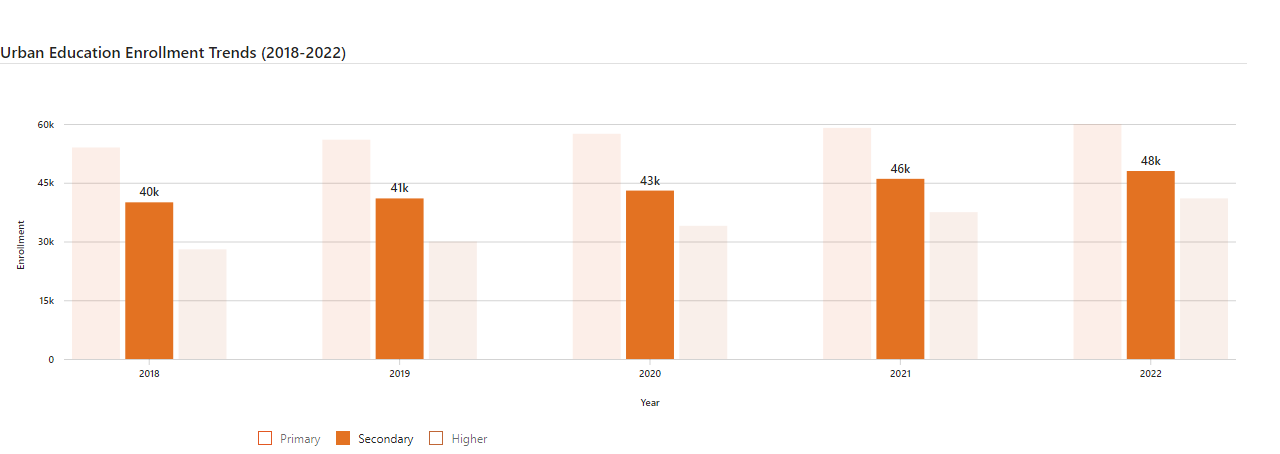 Urban Education Enrollment Trends (2018-2022)
60k
45k
30k
15k
0
Enrollment
40k
41k
43k
46k
48k
2018
2019
2020
2021
2022
Year
Primary
Secondary
Higher